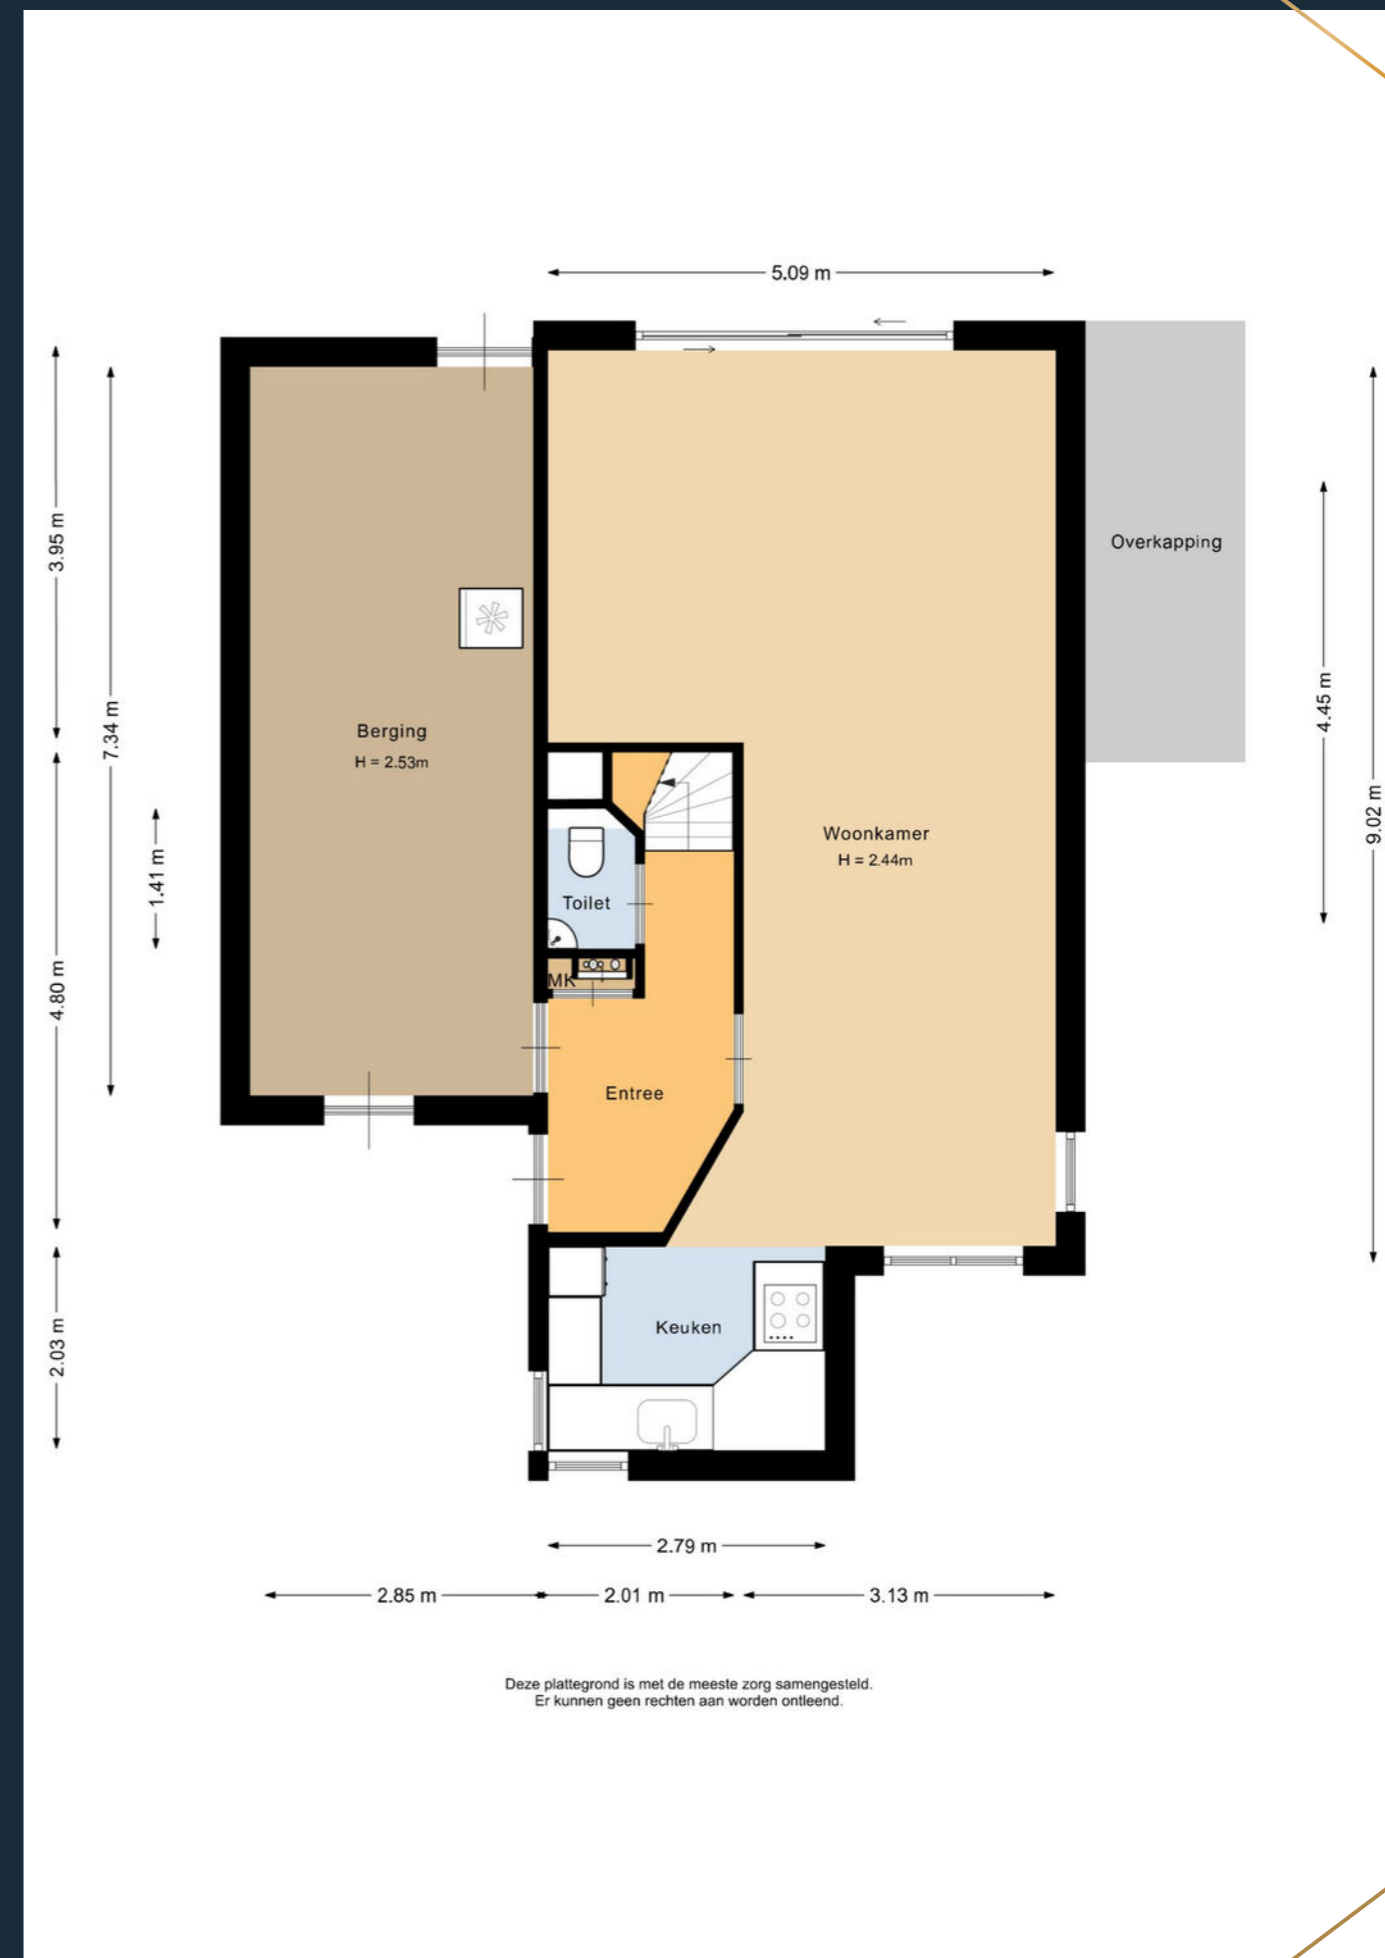 5.09 m
3.95 m
7.34 m
Overkapping
4.45 m
Berging
H = 2.53m
9.02 m
Woonkamer
H = 2.44m
1.41 m
Toilet
4.80 m
MK
Entree
2.03 m
Keuken
2.79 m
2.85 m
2.01 m
3.13 m
Deze plattegrond is met de meeste zorg samengesteld.
Er kunnen geen rechten aan worden ontleend.